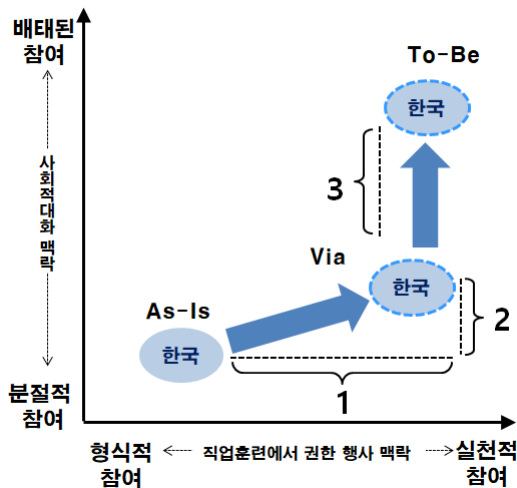 배태된
참여
To-Be
한국
사회적대화 맥락
3
Via
한국
As-Is
한국
2
1
분절적
참여
형식적
참여
직업훈련에서 권한 행사 맥락
실천적
참여